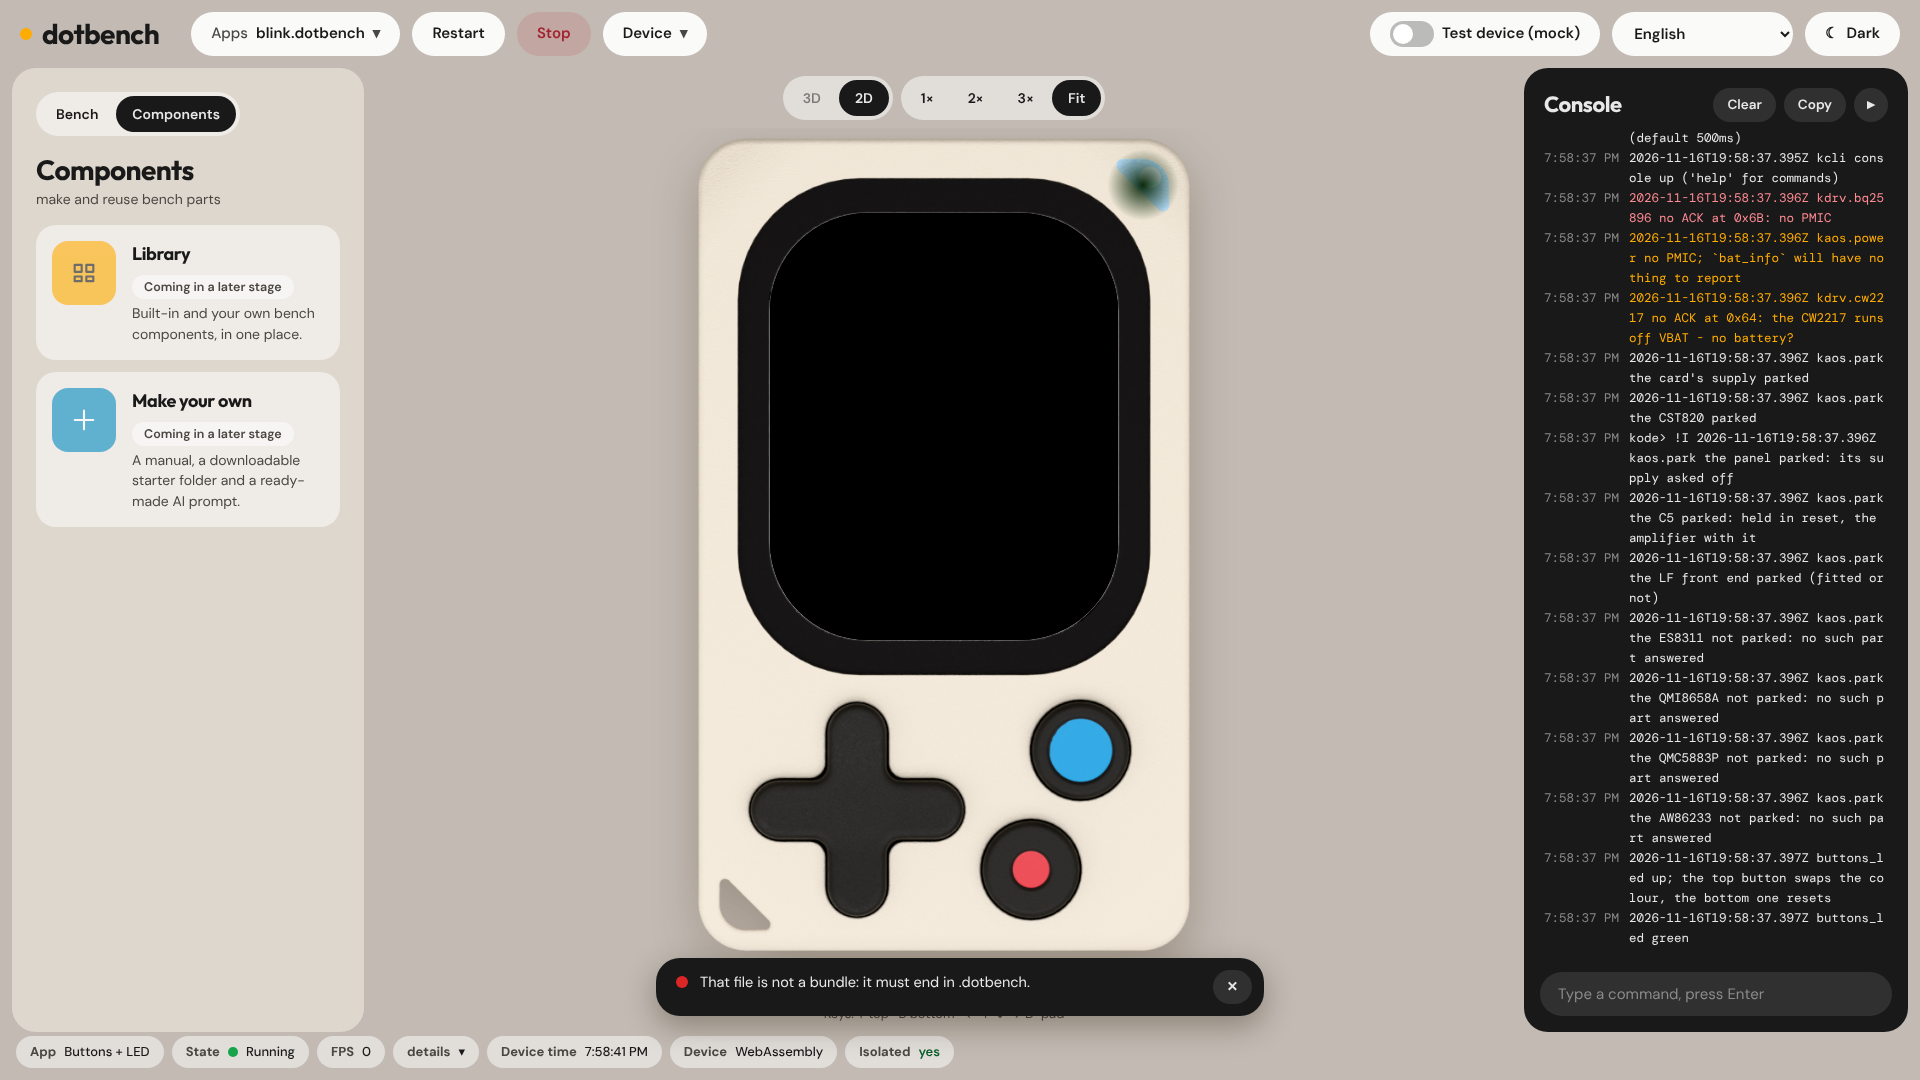 dotbench
Apps blink.dotbench ▾
Restart
Stop
Device ▾
Test device (mock)
English
Dark
Bench
Components
Components
make and reuse bench parts
Library
Coming in a later stage
Built-in and your own bench
components, in one place.
Make your own
Coming in a later stage
A manual, a downloadable
starter folder and a ready-
made AI prompt.
3D
2D
1×
2×
3×
Fit
Console
Clear
Copy
(default 500ms)
7:58:37 PM 2026-11-16T19:58:37.395Z kcli cons
ole up ('help' for commands)
7:58:37 PM 2026-11-16T19:58:37.396Z kdrv.bq25
896 no ACK at 0x6B: no PMIC
7:58:37 PM 2026-11-16T19:58:37.396Z kaos.powe
r no PMIC; `bat_info` will have no
thing to report
7:58:37 PM 2026-11-16T19:58:37.396Z kdrv.cw22
17 no ACK at 0x64: the CW2217 runs
off VBAT - no battery?
7:58:37 PM 2026-11-16T19:58:37.396Z kaos.park
the card's supply parked
7:58:37 PM 2026-11-16T19:58:37.396Z kaos.park
the CST820 parked
7:58:37 PM kode> !I 2026-11-16T19:58:37.396Z
kaos.park the panel parked: its su
pply asked off
7:58:37 PM 2026-11-16T19:58:37.396Z kaos.park
the C5 parked: held in reset, the
amplifier with it
7:58:37 PM 2026-11-16T19:58:37.396Z kaos.park
the LF front end parked (fitted or
not)
7:58:37 PM 2026-11-16T19:58:37.396Z kaos.park
the ES8311 not parked: no such par
t answered
7:58:37 PM 2026-11-16T19:58:37.396Z kaos.park
the QMI8658A not parked: no such p
art answered
7:58:37 PM 2026-11-16T19:58:37.396Z kaos.park
the QMC5883P not parked: no such p
art answered
7:58:37 PM 2026-11-16T19:58:37.396Z kaos.park
the AW86233 not parked: no such pa
rt answered
7:58:37 PM 2026-11-16T19:58:37.397Z buttons_l
ed up; the top button swaps the co
lour, the bottom one resets
7:58:37 PM 2026-11-16T19:58:37.397Z buttons_l
ed green
Type a command, press Enter
That file is not a bundle: it must end in .dotbench.
App Buttons + LED
State Running
FPS 0
details ▾
Device time 7:58:41 PM
Device WebAssembly
Isolated yes